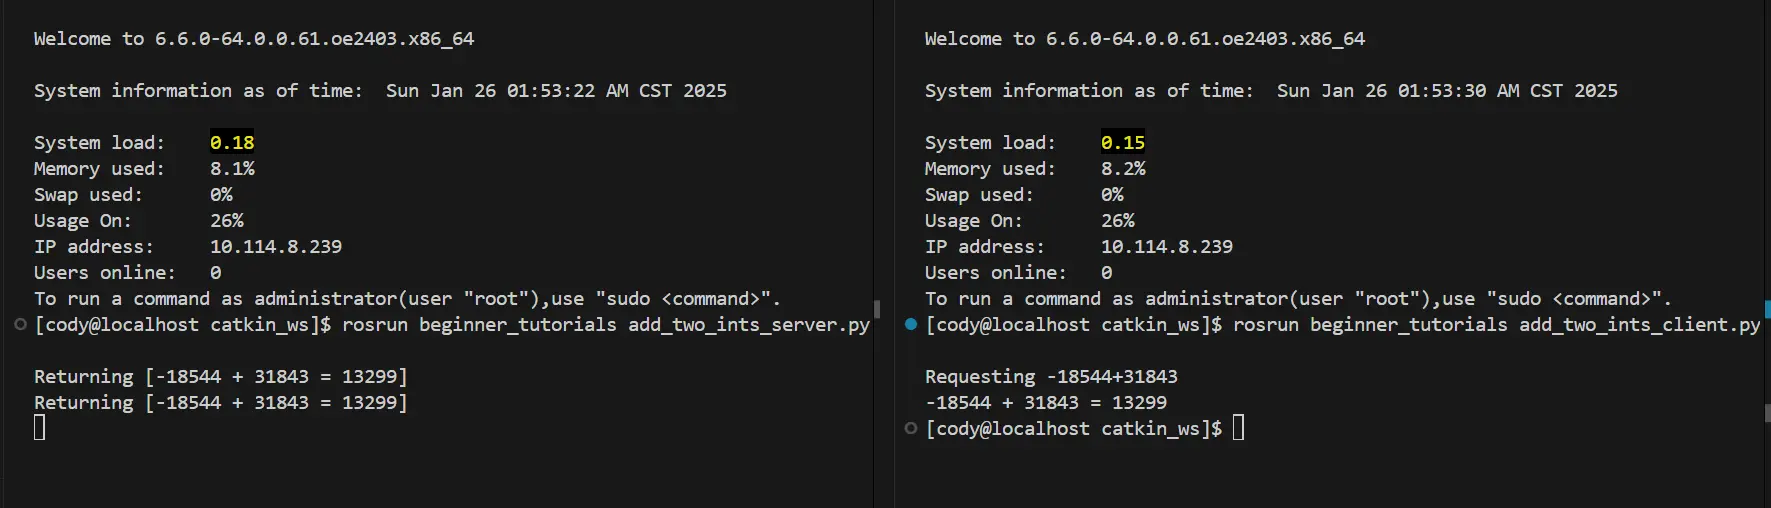 Welcome to 6.6.0-64.0.0.61.oe2403.x86_64
System information as of time:  Sun Jan 26 01:53:22 AM CST 2025
System load:    0.18
Memory used:    8.1%
Swap used:      0%
Usage On:       26%
IP address:     10.114.8.239
Users online:   0
To run a command as administrator(user "root"),use "sudo <command>".
[cody@localhost catkin_ws]$ rosrun beginner_tutorials add_two_ints_server.py
Returning [-18544 + 31843 = 13299]
Returning [-18544 + 31843 = 13299]
Welcome to 6.6.0-64.0.0.61.oe2403.x86_64
System information as of time:  Sun Jan 26 01:53:30 AM CST 2025
System load:    0.15
Memory used:    8.2%
Swap used:      0%
Usage On:       26%
IP address:     10.114.8.239
Users online:   0
To run a command as administrator(user "root"),use "sudo <command>".
[cody@localhost catkin_ws]$ rosrun beginner_tutorials add_two_ints_client.py
Requesting -18544+31843
-18544 + 31843 = 13299
[cody@localhost catkin_ws]$